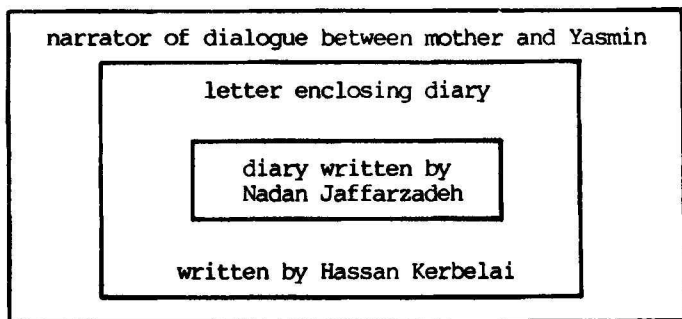 narrator of dialogue between mother and Yasmin
letter enclosing diary
diary written by
Nadan Jaffarzadeh
written by Hassan Kerbelai